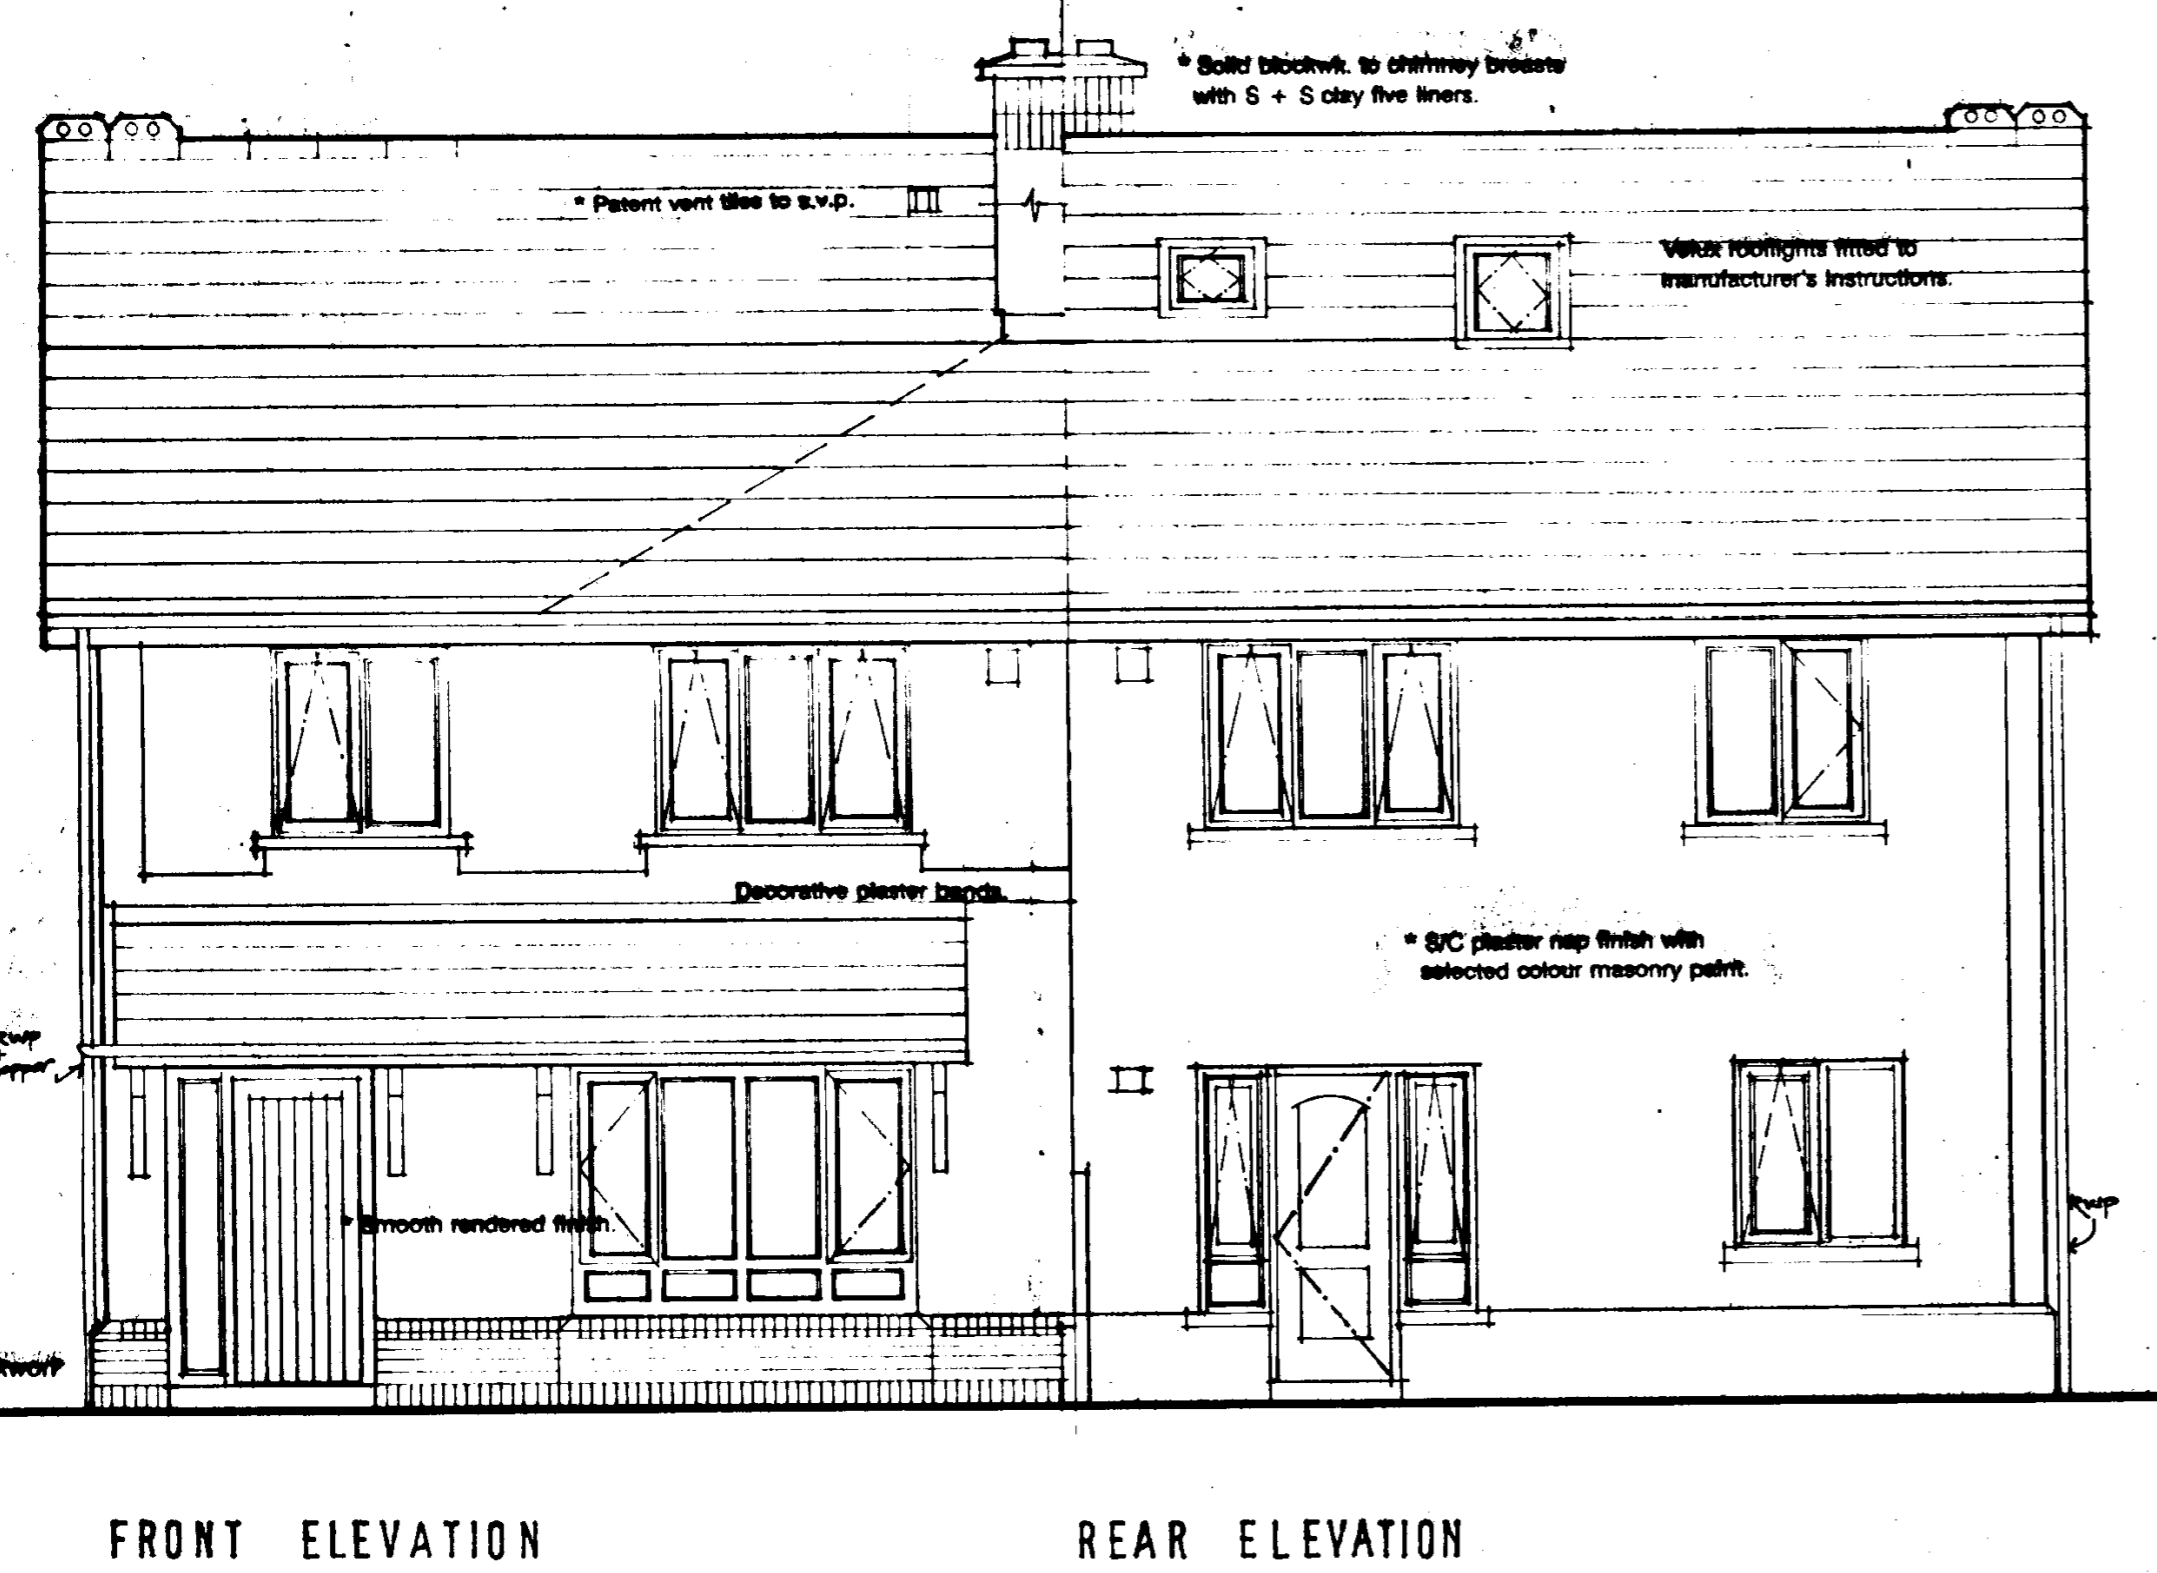 * Solid blockwk. to chimney breasts
with S + S clay five liners.
* Patent vent tiles to s.v.p.
Velux rooflights fitted to
manufacturer's instructions.
Decorative plaster bands.
* S/C plaster nap finish with
selected colour masonry paint.
RWP
* Smooth rendered finish.
RWP
FRONT ELEVATION
REAR ELEVATION